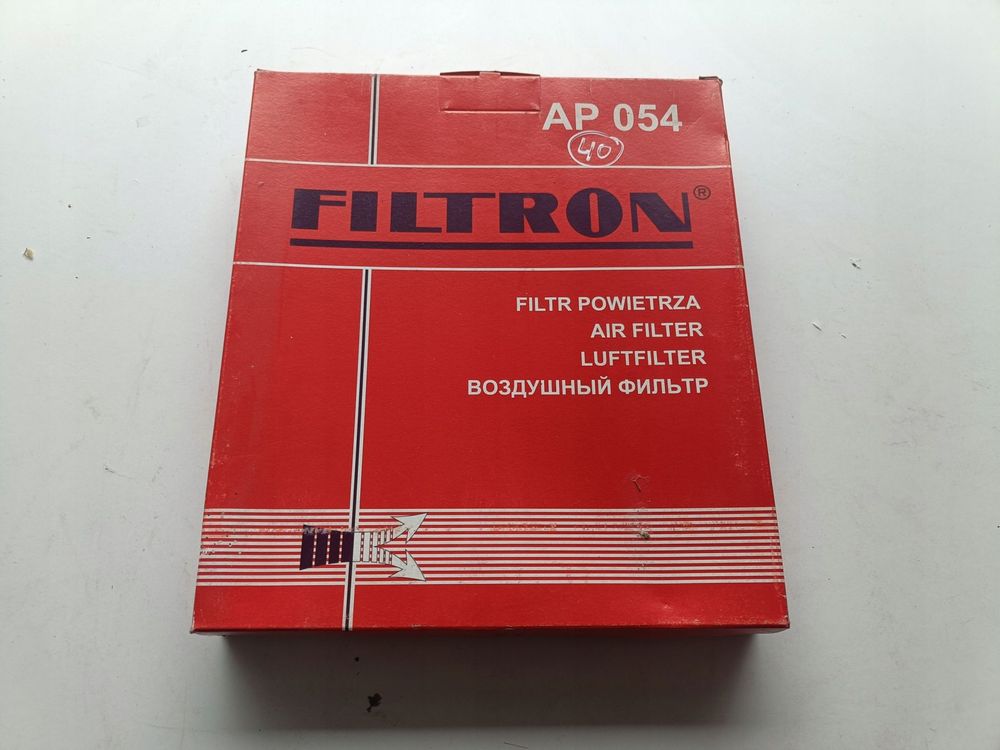 AP 054
40
FILTRON®
FILTR POWIETRZA
AIR FILTER
LUFTFILTER
ВОЗДУШНЫЙ ФИЛЬТР